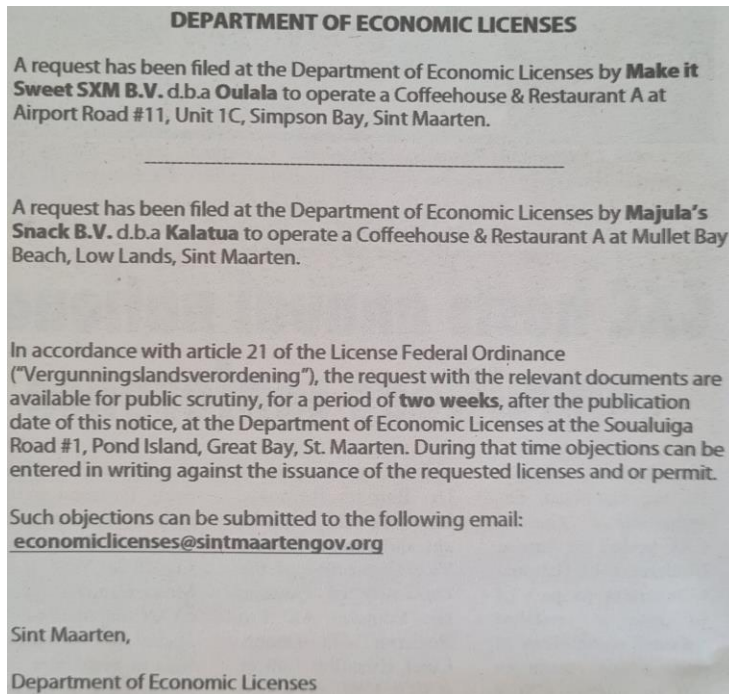 DEPARTMENT OF ECONOMIC LICENSES
A request has been filed at the Department of Economic Licenses by Make it
Sweet SXM B.V. d.b.a Oulala to operate a Coffeehouse & Restaurant A at
Airport Road #11, Unit 1C, Simpson Bay, Sint Maarten.
A request has been filed at the Department of Economic Licenses by Majula's
Snack B.V. d.b.a Kalatua to operate a Coffeehouse & Restaurant A at Mullet Bay
Beach, Low Lands, Sint Maarten.
In accordance with article 21 of the License Federal Ordinance
("Vergunningslandsverordening"), the request with the relevant documents are
available for public scrutiny, for a period of two weeks, after the publication
date of this notice, at the Department of Economic Licenses at the Soualuiga
Road #1, Pond Island, Great Bay, St. Maarten. During that time objections can be
entered in writing against the issuance of the requested licenses and or permit.
Such objections can be submitted to the following email:
economiclicenses@sintmaartengov.org
Sint Maarten,
Department of Economic Licenses